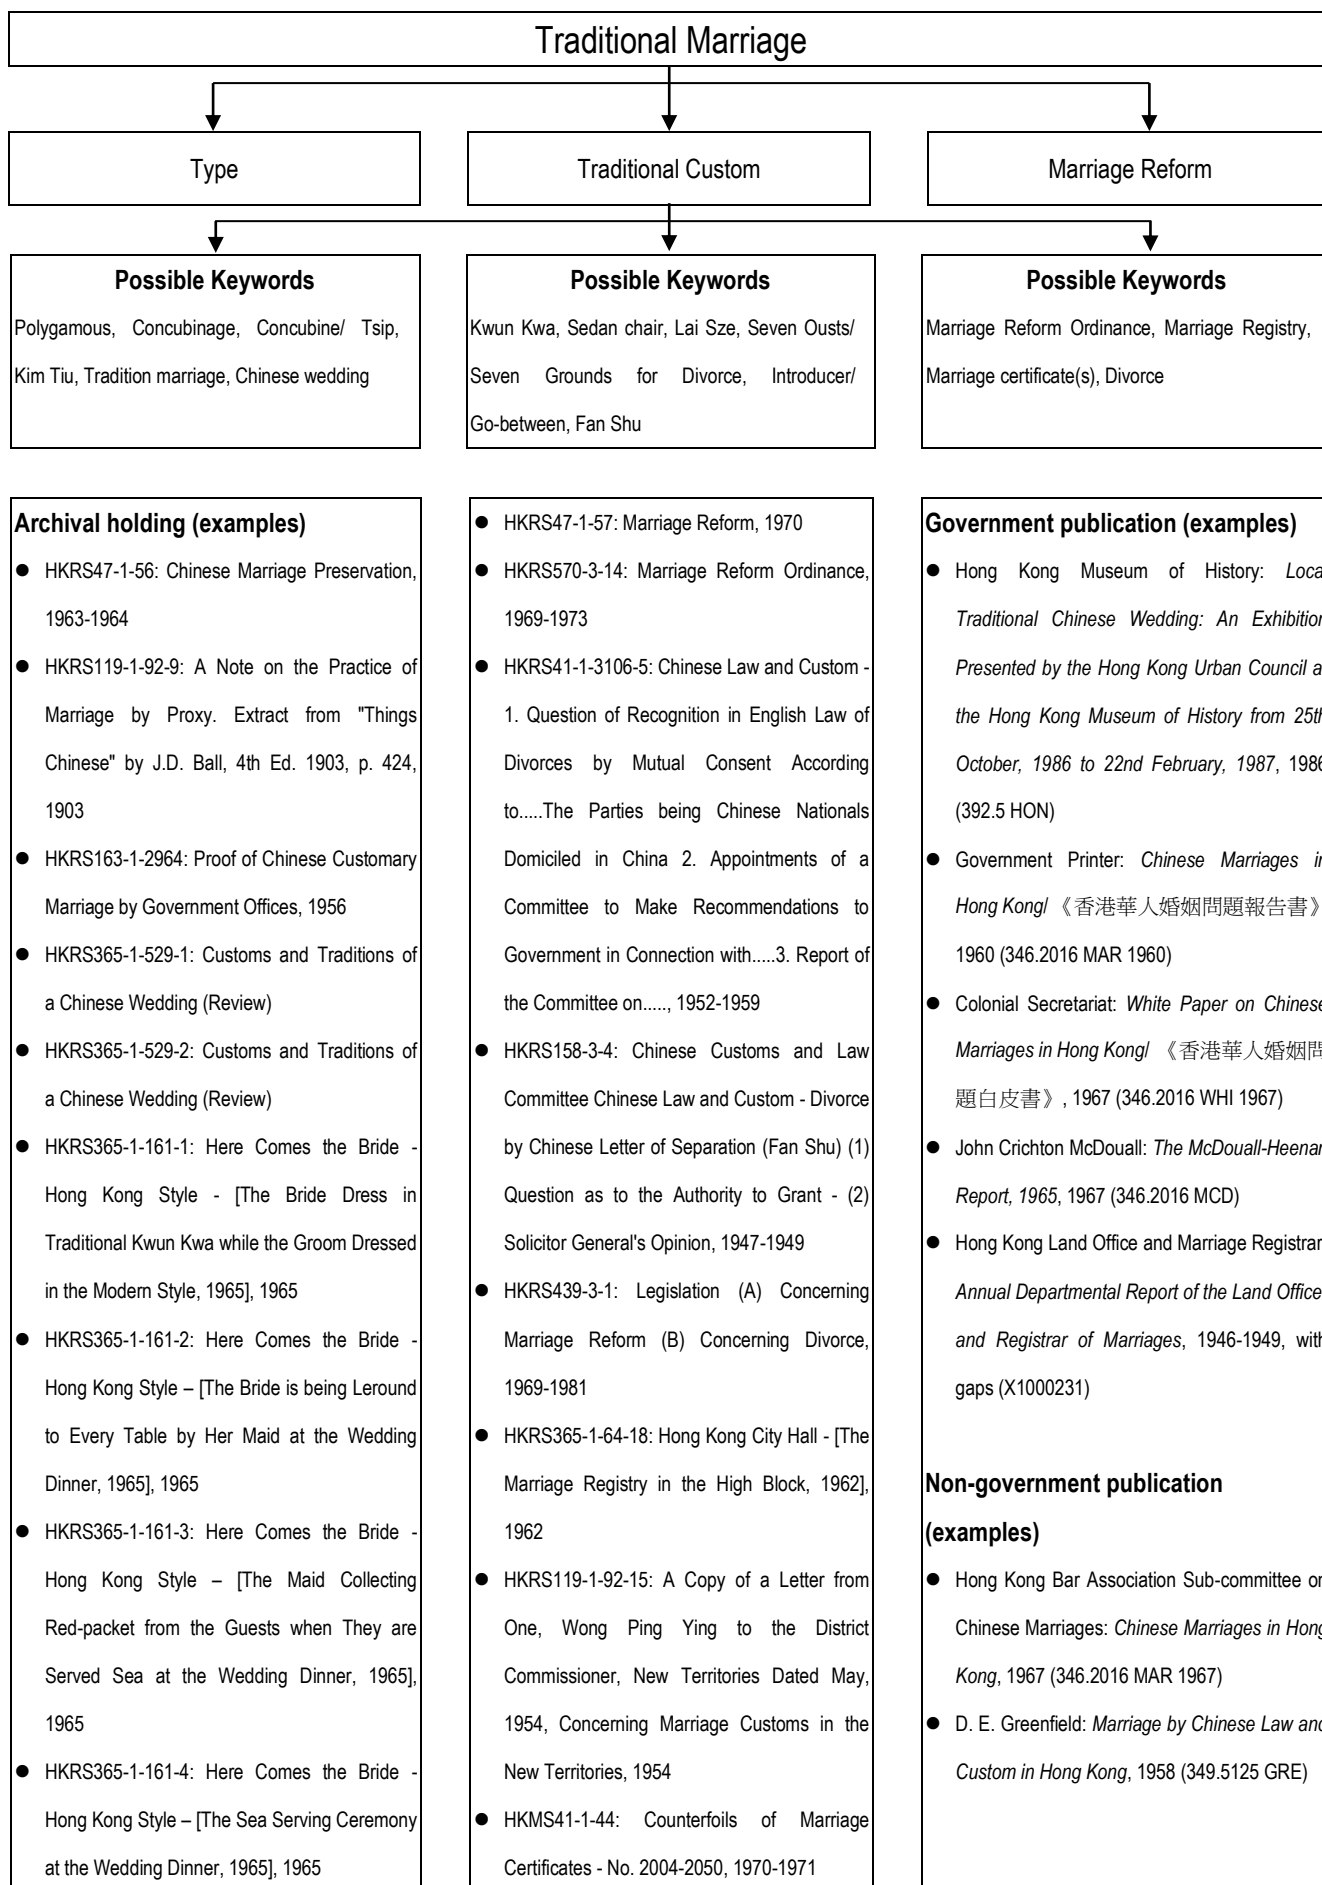 Traditional Marriage
Type
Traditional Custom
Marriage Reform
Possible Keywords
Polygamous, Concubinage, Concubine/ Tsip,
Kim Tiu, Tradition marriage, Chinese wedding
Possible Keywords
Kwun Kwa, Sedan chair, Lai Sze, Seven Ousts/
Seven Grounds for Divorce, Introducer/
Go-between, Fan Shu
Possible Keywords
Marriage Reform Ordinance, Marriage Registry,
Marriage certificate(s), Divorce
Archival holding (examples)
● HKRS47-1-56: Chinese Marriage Preservation,
1963-1964
● HKRS119-1-92-9: A Note on the Practice of
Marriage by Proxy. Extract from "Things
Chinese" by J.D. Ball, 4th Ed. 1903, p. 424,
1903
● HKRS163-1-2964: Proof of Chinese Customary
Marriage by Government Offices, 1956
● HKRS365-1-529-1: Customs and Traditions of
a Chinese Wedding (Review)
● HKRS365-1-529-2: Customs and Traditions of
a Chinese Wedding (Review)
● HKRS365-1-161-1: Here Comes the Bride -
Hong Kong Style - [The Bride Dress in
Traditional Kwun Kwa while the Groom Dressed
in the Modern Style, 1965], 1965
● HKRS365-1-161-2: Here Comes the Bride -
Hong Kong Style – [The Bride is being Leround
to Every Table by Her Maid at the Wedding
Dinner, 1965], 1965
● HKRS365-1-161-3: Here Comes the Bride -
Hong Kong Style – [The Maid Collecting
Red-packet from the Guests when They are
Served Sea at the Wedding Dinner, 1965],
1965
● HKRS365-1-161-4: Here Comes the Bride -
Hong Kong Style – [The Sea Serving Ceremony
at the Wedding Dinner, 1965], 1965
● HKRS47-1-57: Marriage Reform, 1970
● HKRS570-3-14: Marriage Reform Ordinance,
1969-1973
● HKRS41-1-3106-5: Chinese Law and Custom -
1. Question of Recognition in English Law of
Divorces by Mutual Consent According
to.....The Parties being Chinese Nationals
Domiciled in China 2. Appointments of a
Committee to Make Recommendations to
Government in Connection with.....3. Report of
the Committee on....., 1952-1959
● HKRS158-3-4: Chinese Customs and Law
Committee Chinese Law and Custom - Divorce
by Chinese Letter of Separation (Fan Shu) (1)
Question as to the Authority to Grant - (2)
Solicitor General's Opinion, 1947-1949
● HKRS439-3-1: Legislation (A) Concerning
Marriage Reform (B) Concerning Divorce,
1969-1981
● HKRS365-1-64-18: Hong Kong City Hall - [The
Marriage Registry in the High Block, 1962],
1962
● HKRS119-1-92-15: A Copy of a Letter from
One, Wong Ping Ying to the District
Commissioner, New Territories Dated May,
1954, Concerning Marriage Customs in the
New Territories, 1954
● HKMS41-1-44: Counterfoils of Marriage
Certificates - No. 2004-2050, 1970-1971
Government publication (examples)
● Hong Kong Museum of History: Loca
Traditional Chinese Wedding: An Exhibition
Presented by the Hong Kong Urban Council a
the Hong Kong Museum of History from 25th
October, 1986 to 22nd February, 1987, 1986
(392.5 HON)
● Government Printer: Chinese Marriages in
Hong Kong/ 《香港華人婚姻問題報告書》
1960 (346.2016 MAR 1960)
● Colonial Secretariat: White Paper on Chinese
Marriages in Hong Kong/ 《香港華人婚姻問
題白皮書》, 1967 (346.2016 WHI 1967)
● John Crichton McDouall: The McDouall-Heenan
Report, 1965, 1967 (346.2016 MCD)
● Hong Kong Land Office and Marriage Registrar
Annual Departmental Report of the Land Office
and Registrar of Marriages, 1946-1949, with
gaps (X1000231)
Non-government publication
(examples)
● Hong Kong Bar Association Sub-committee on
Chinese Marriages: Chinese Marriages in Hong
Kong, 1967 (346.2016 MAR 1967)
● D. E. Greenfield: Marriage by Chinese Law and
Custom in Hong Kong, 1958 (349.5125 GRE)